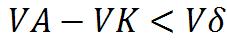 VA − VK < Vδ